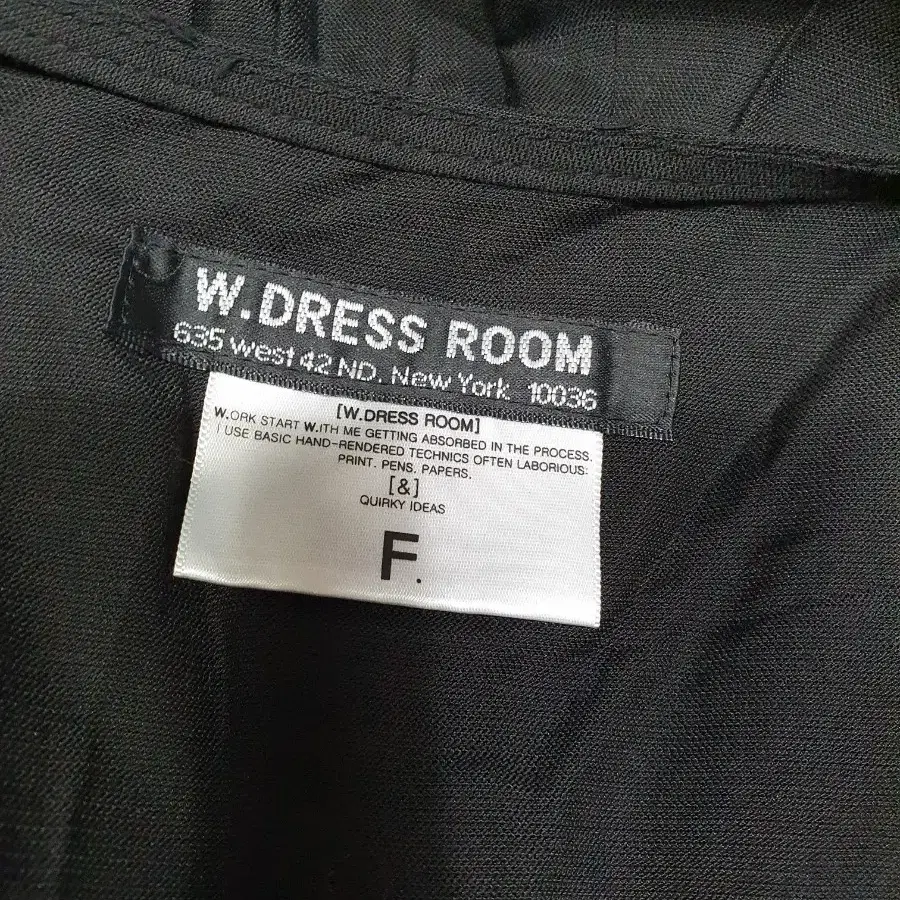 W.DRESS ROOM
635 west 42 ND. New York 10036
[W.DRESS ROOM]
W.ORK START W.ITH ME GETTING ABSORBED IN THE PROCESS.
I USE BASIC HAND-RENDERED TECHNICS OFTEN LABORIOUS:
PRINT. PENS. PAPERS.
[&]
QUIRKY IDEAS
F.